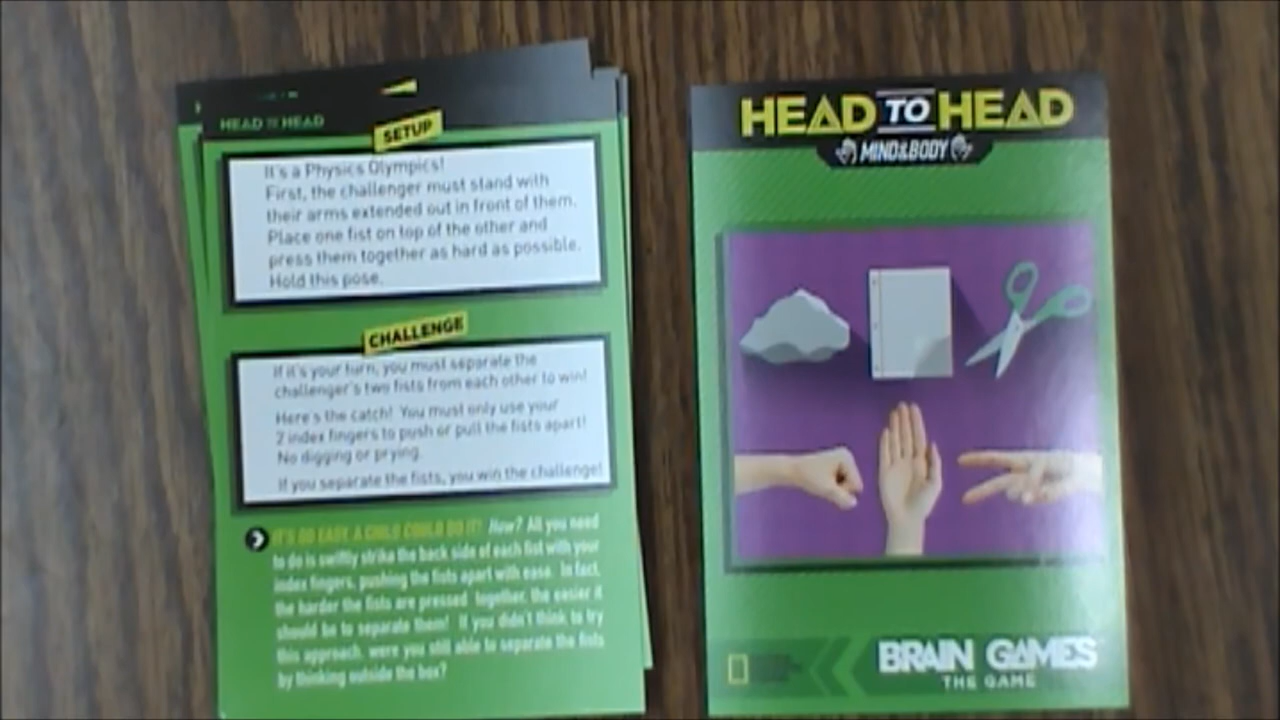 HEAD TO HEAD
SETUP
It's a Physics Olympics!
First, the challenger must stand with
their arms extended out in front of them.
Place one fist on top of the other and
press them together as hard as possible.
Hold this pose.
CHALLENGE
If it's your turn, you must separate the
challenger's two fists from each other to win!
Here's the catch! You must only use your
2 index fingers to push or pull the fists apart!
No digging or prying.
If you separate the fists, you win the challenge!
IT'S SO EASY, A CHILD COULD DO IT! How? All you need
to do is swiftly strike the back side of each fist with your
index fingers, pushing the fists apart with ease. In fact,
the harder the fists are pressed together, the easier it
should be to separate them! If you didn't think to try
this approach, were you still able to separate the fists
by thinking outside the box?
HEAD TO HEAD
MIND&BODY
BRAIN GAMES
THE GAME